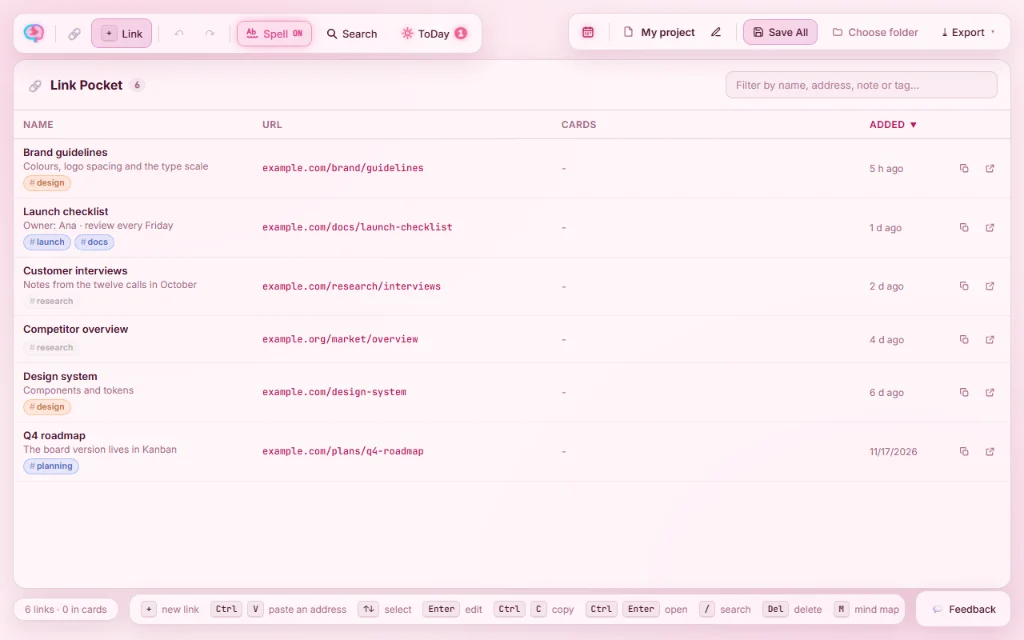 + Link
Ab Spell ON
Search
ToDay 1
My project
Save All
Choose folder
Export
Link Pocket 6
Filter by name, address, note or tag...
NAME URL CARDS ADDED ▼
Brand guidelines
Colours, logo spacing and the type scale
#design
example.com/brand/guidelines - 5 h ago
Launch checklist
Owner: Ana · review every Friday
#launch #docs
example.com/docs/launch-checklist - 1 d ago
Customer interviews
Notes from the twelve calls in October
#research
example.com/research/interviews - 2 d ago
Competitor overview
#research
example.org/market/overview - 4 d ago
Design system
Components and tokens
#design
example.com/design-system - 6 d ago
Q4 roadmap
The board version lives in Kanban
#planning
example.com/plans/q4-roadmap - 11/17/2026
6 links · 0 in cards
+ new link Ctrl V paste an address ↑↓ select Enter edit Ctrl C copy Ctrl Enter open / search Del delete M mind map
Feedback